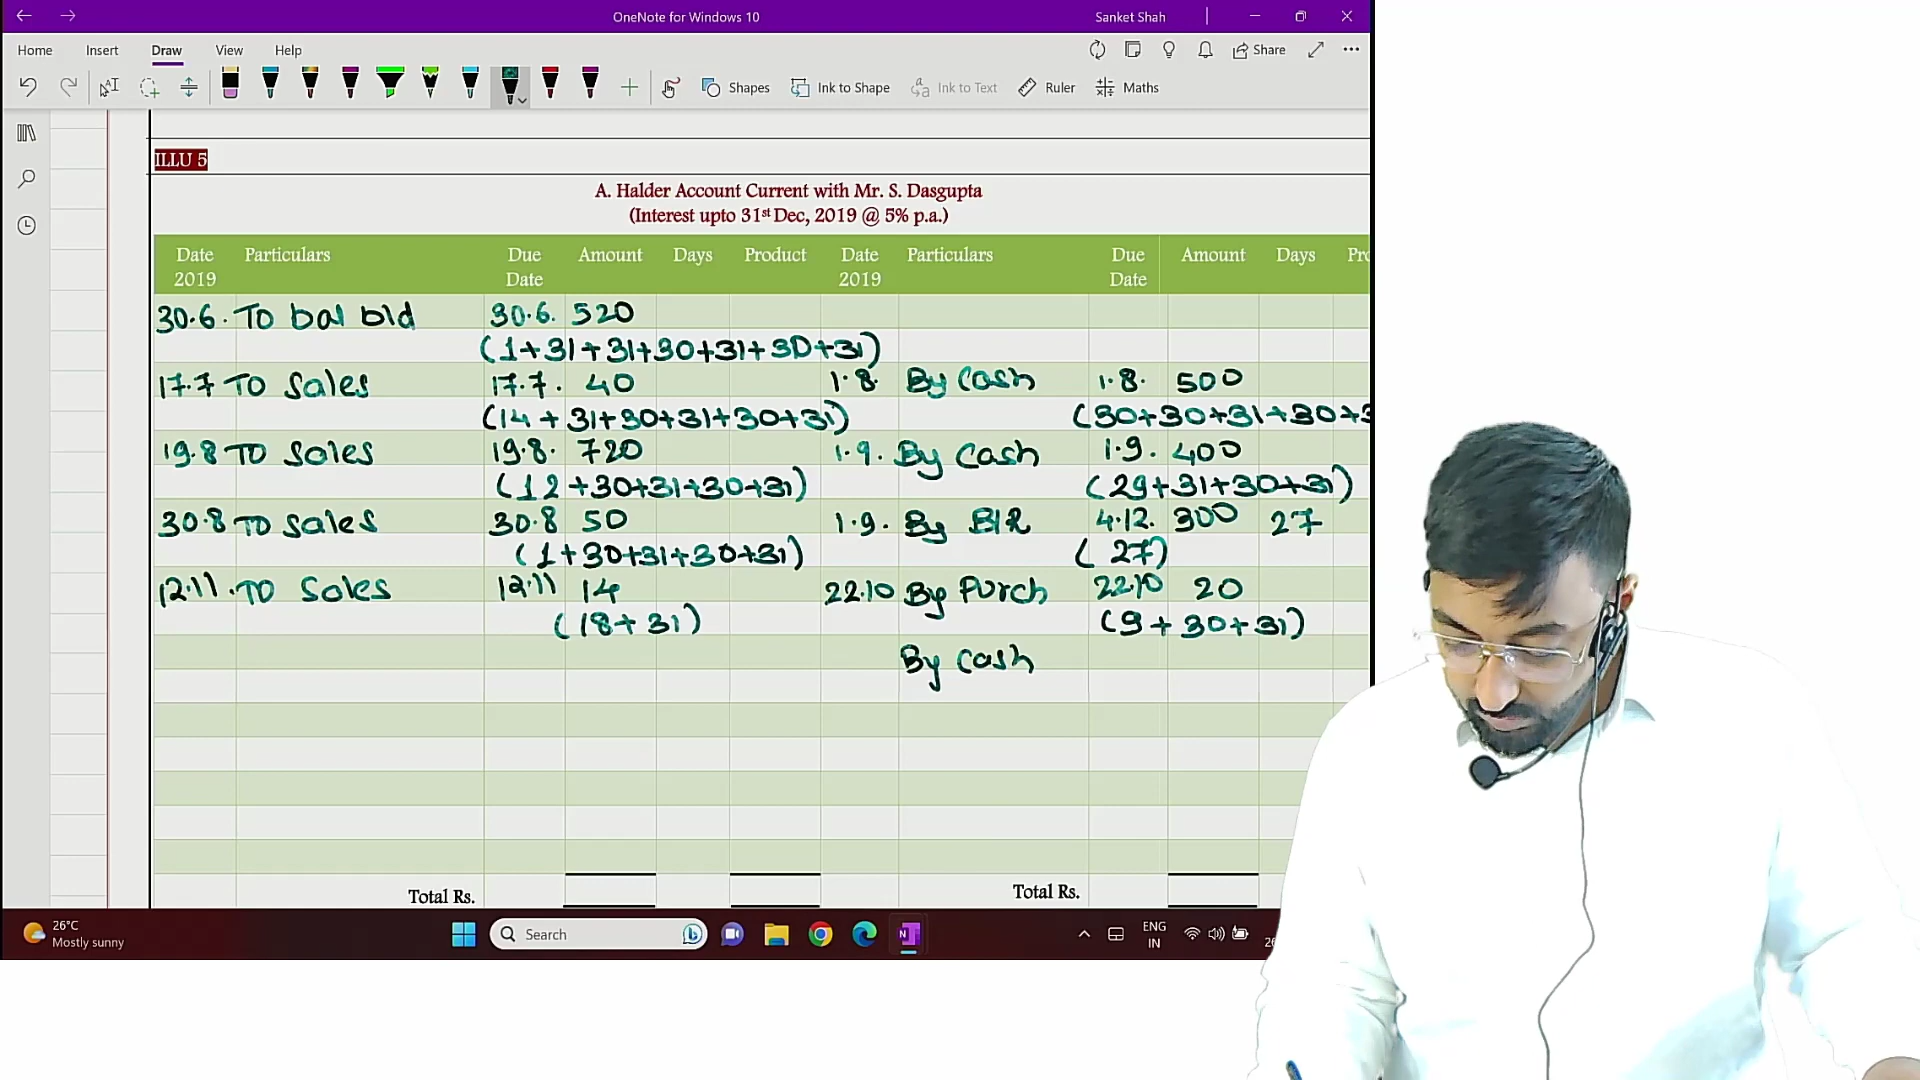 OneNote for Windows 10
Sanket Shah
Home Insert Draw View Help
Share
Shapes Ink to Shape Ink to Text Ruler Maths
ILLU 5
A. Halder Account Current with Mr. S. Dasgupta
(Interest upto 31st Dec, 2019 @ 5% p.a.)
Date 2019 Particulars Due Date Amount Days Product Date 2019 Particulars Due Date Amount Days
30.6. To bal bld 30.6. 520
(1+31+31+30+31+30+31)
17.7 To Sales 17.7. 40 1.8. By Cash 1.8. 500
(14+31+30+31+30+31) (30+30+31+30+3
19.8 To Sales 19.8. 720 1.9. By Cash 1.9. 400
(12+30+31+30+31) (29+31+30+31)
30.8 To Sales 30.8 50 1.9. By B/R 4.12. 300 27
(1+30+31+30+31) (27)
12.11. To Sales 12.11 14 22.10 By Purch 22.10 20
(18+31) (9+30+31)
By Cash
Total Rs. Total Rs.
26°C
Mostly sunny
Search
ENG
IN